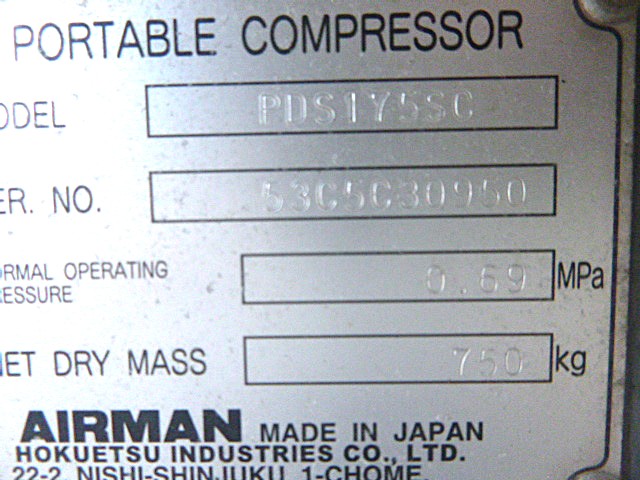 PORTABLE COMPRESSOR
ODEL PDS175SC
ER. NO. 53C5C30950
RMAL OPERATING
ESSURE 0.69 MPa
NET DRY MASS 750 kg
AIRMAN MADE IN JAPAN
HOKUETSU INDUSTRIES CO., LTD.
22-2, NISHI-SHINJUKU 1-CHOME,